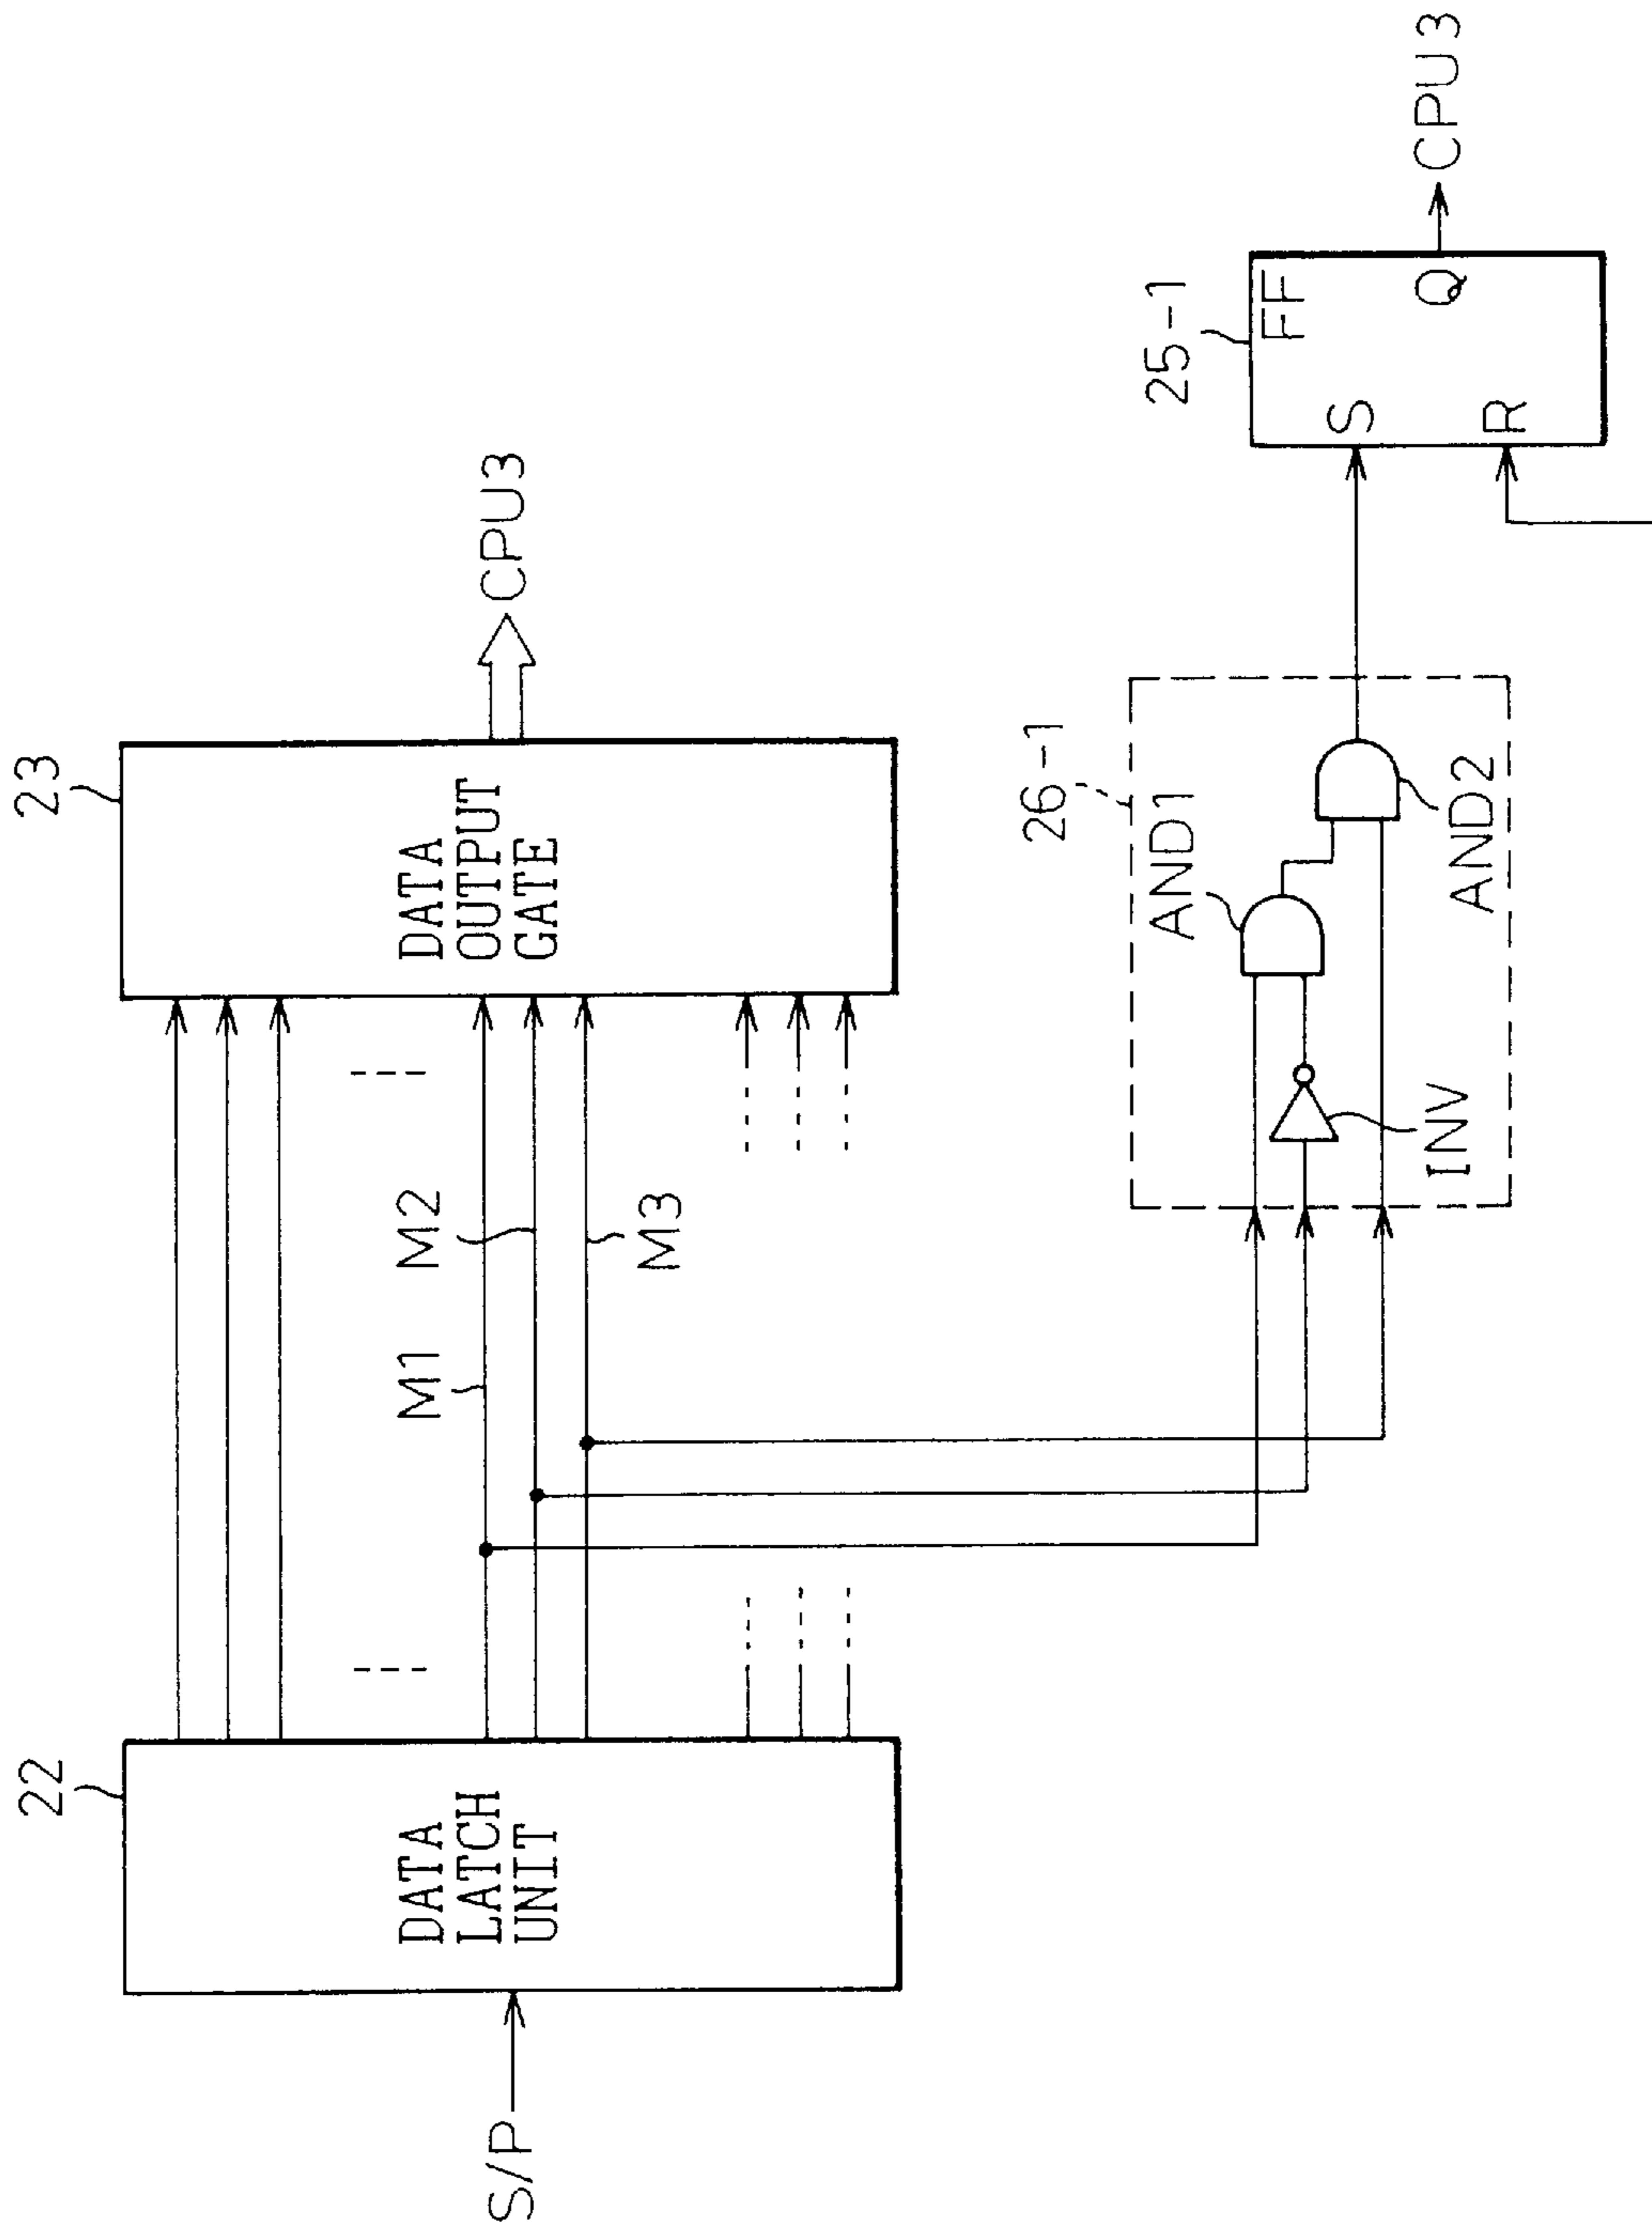 22
23
S/P
DATA
LATCH
UNIT
M1
M2
M3
DATA
OUTPUT
GATE
CPU3
26-1
AND1
INV
AND2
25-1
FF
S
R
Q
CPU3